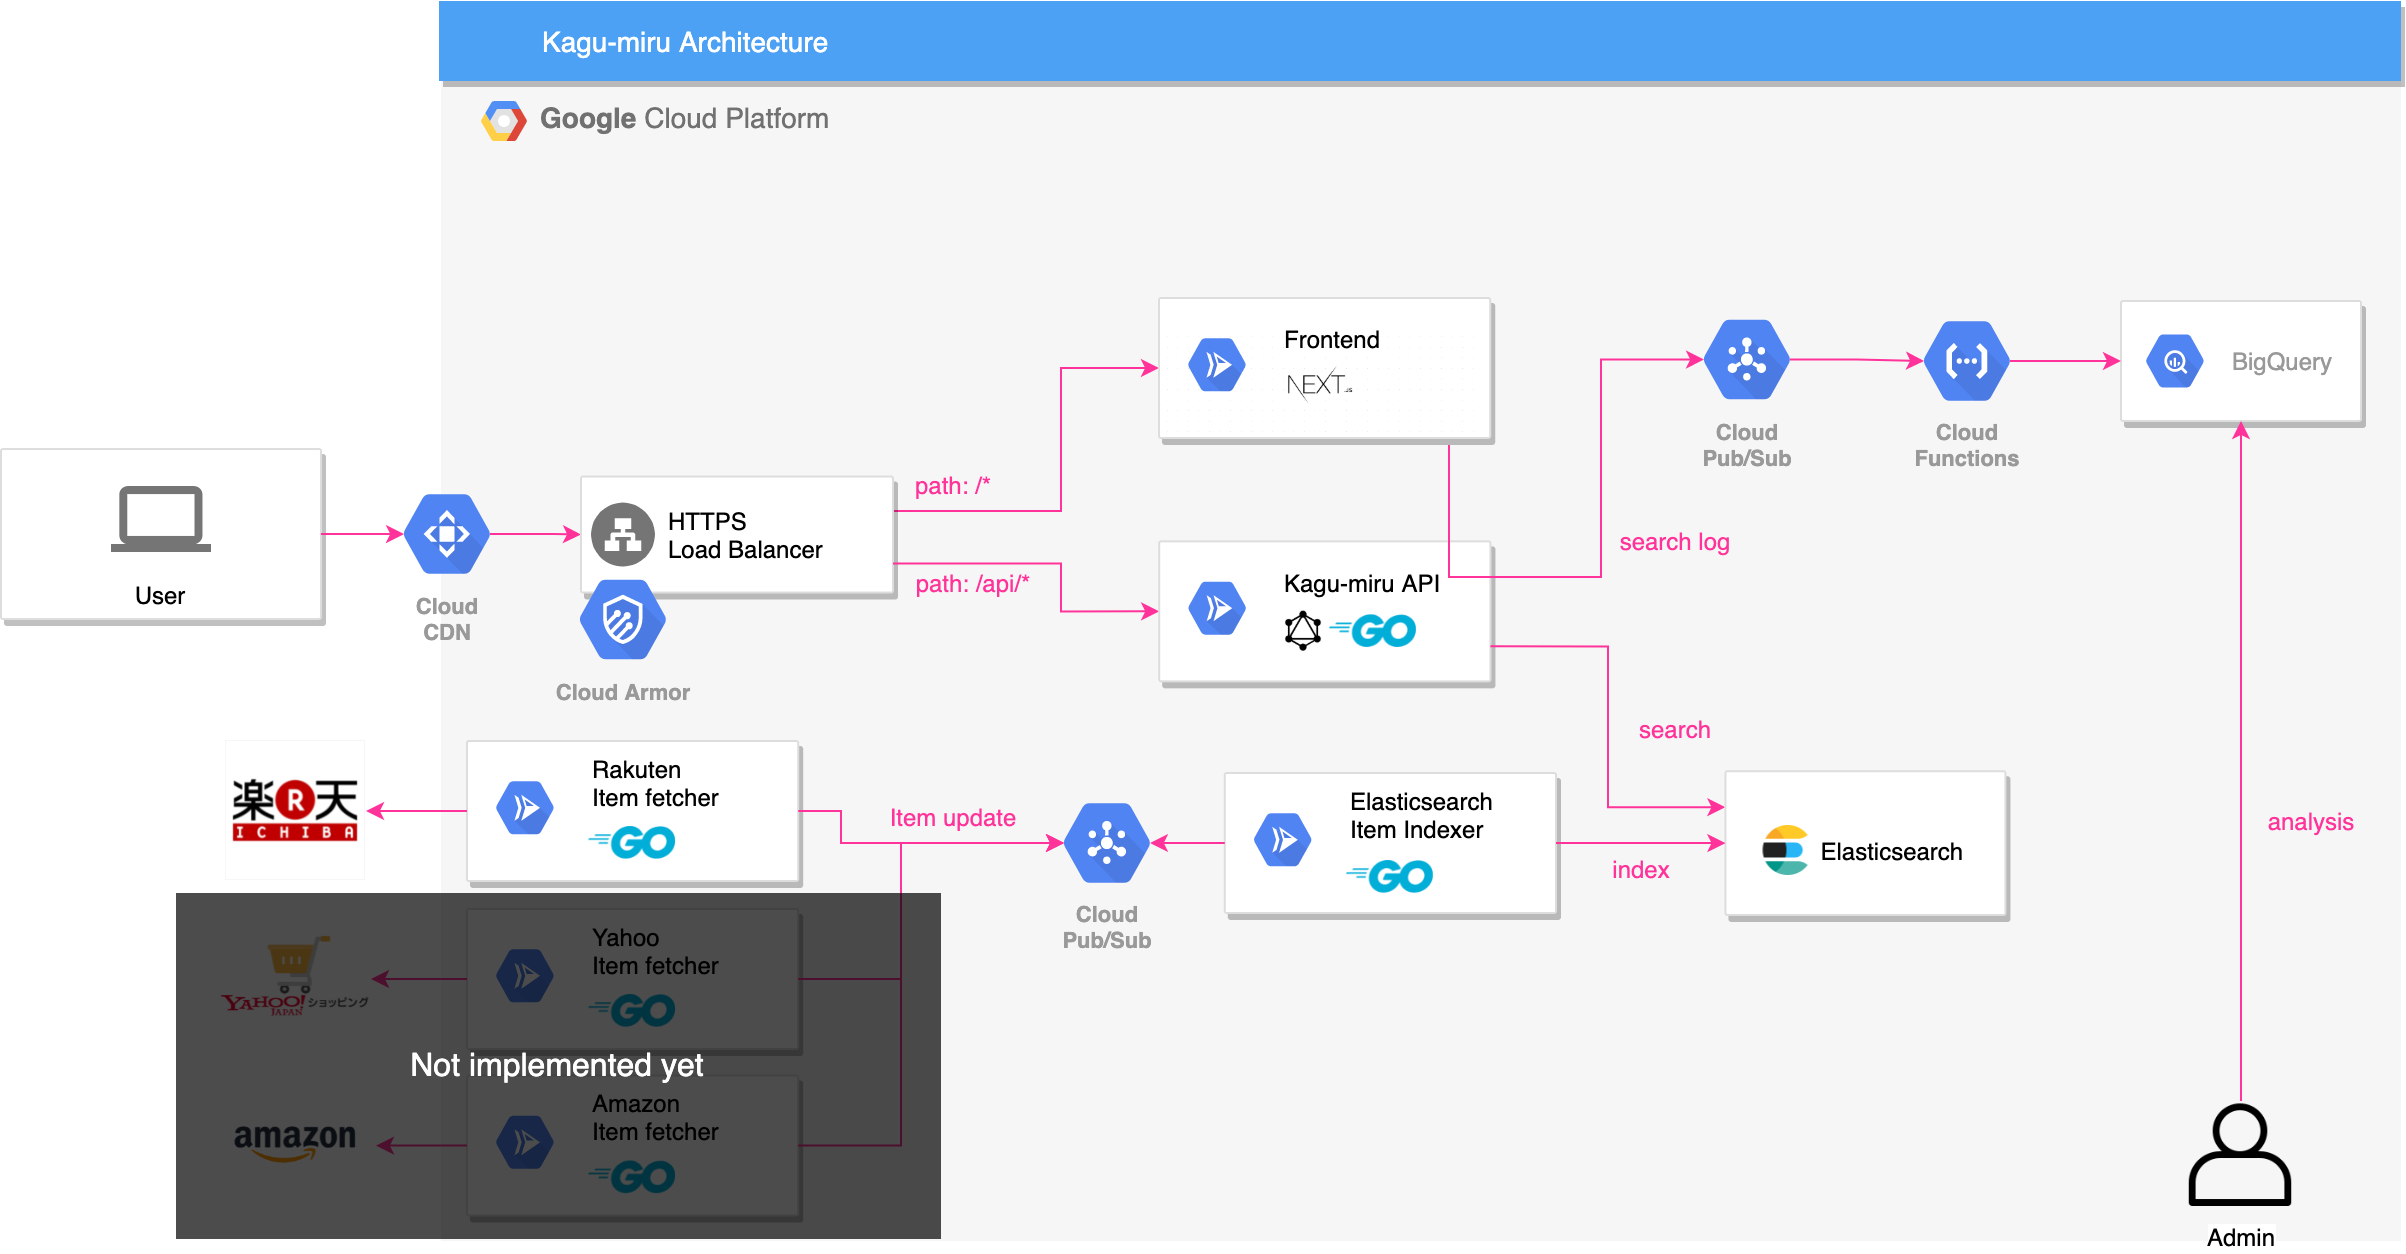 Kagu-miru Architecture
Google Cloud Platform
Frontend
NEXT.JS
BigQuery
Cloud
Pub/Sub
Cloud
Functions
User
Cloud
CDN
HTTPS
Load Balancer
Cloud Armor
path: /*
path: /api/*
Kagu-miru API
GO
search log
search
楽R天
ICHIBA
Rakuten
Item fetcher
GO
Item update
Cloud
Pub/Sub
Elasticsearch
Item Indexer
GO
index
Elasticsearch
analysis
YAHOO!ショッピング
JAPAN
Yahoo
Item fetcher
GO
Not implemented yet
amazon
Amazon
Item fetcher
GO
Admin